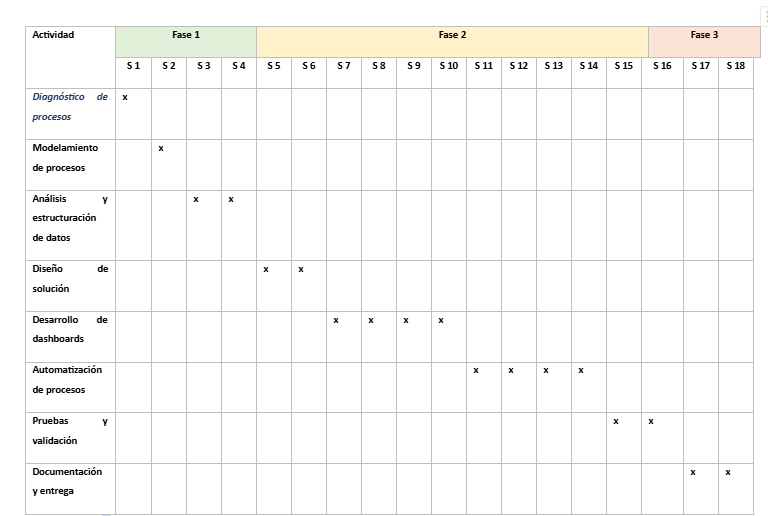 Actividad Fase 1 Fase 2 Fase 3
S 1 S 2 S 3 S 4 S 5 S 6 S 7 S 8 S 9 S 10 S 11 S 12 S 13 S 14 S 15 S 16 S 17 S 18
Diagnóstico de x
procesos
Modelamiento x
de procesos
Análisis y x x
estructuración
de datos
Diseño de x x
solución
Desarrollo de x x x x
dashboards
Automatización x x x x
de procesos
Pruebas y x x
validación
Documentación x x
y entrega